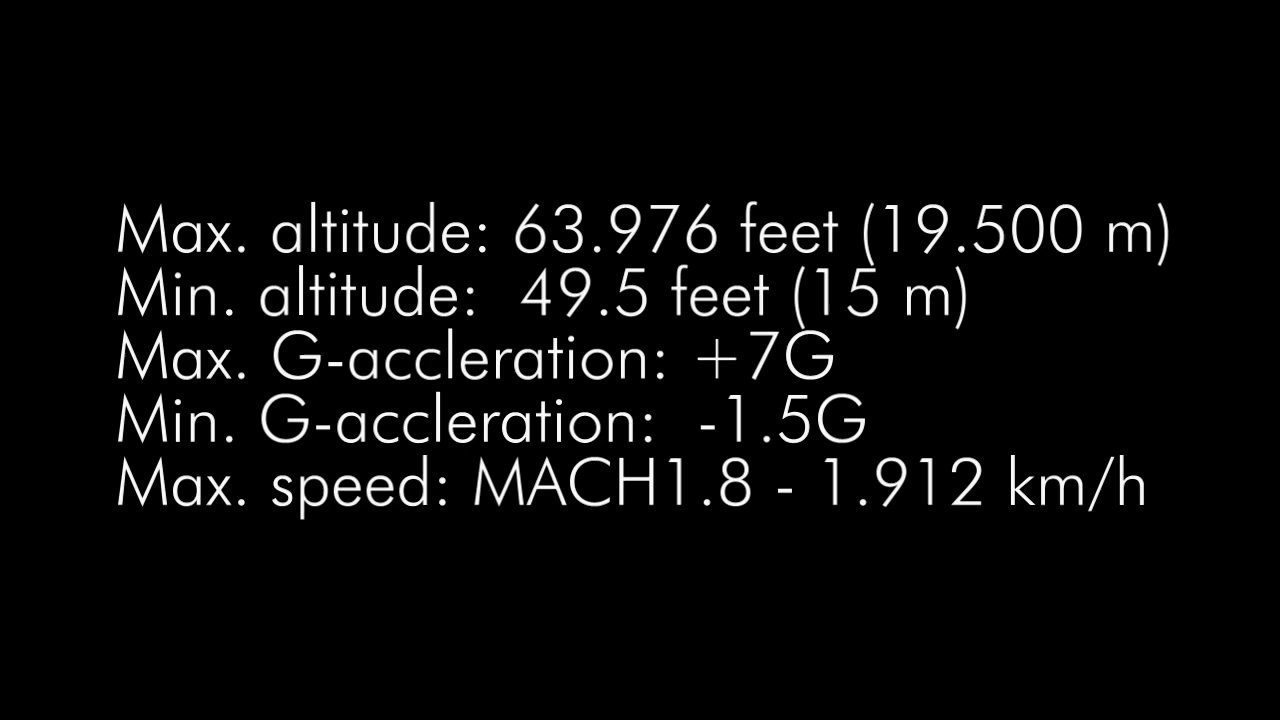 Max. altitude: 63.976 feet (19.500 m)
Min. altitude: 49.5 feet (15 m)
Max. G-accleration: +7G
Min. G-accleration: -1.5G
Max. speed: MACH1.8 - 1.912 km/h